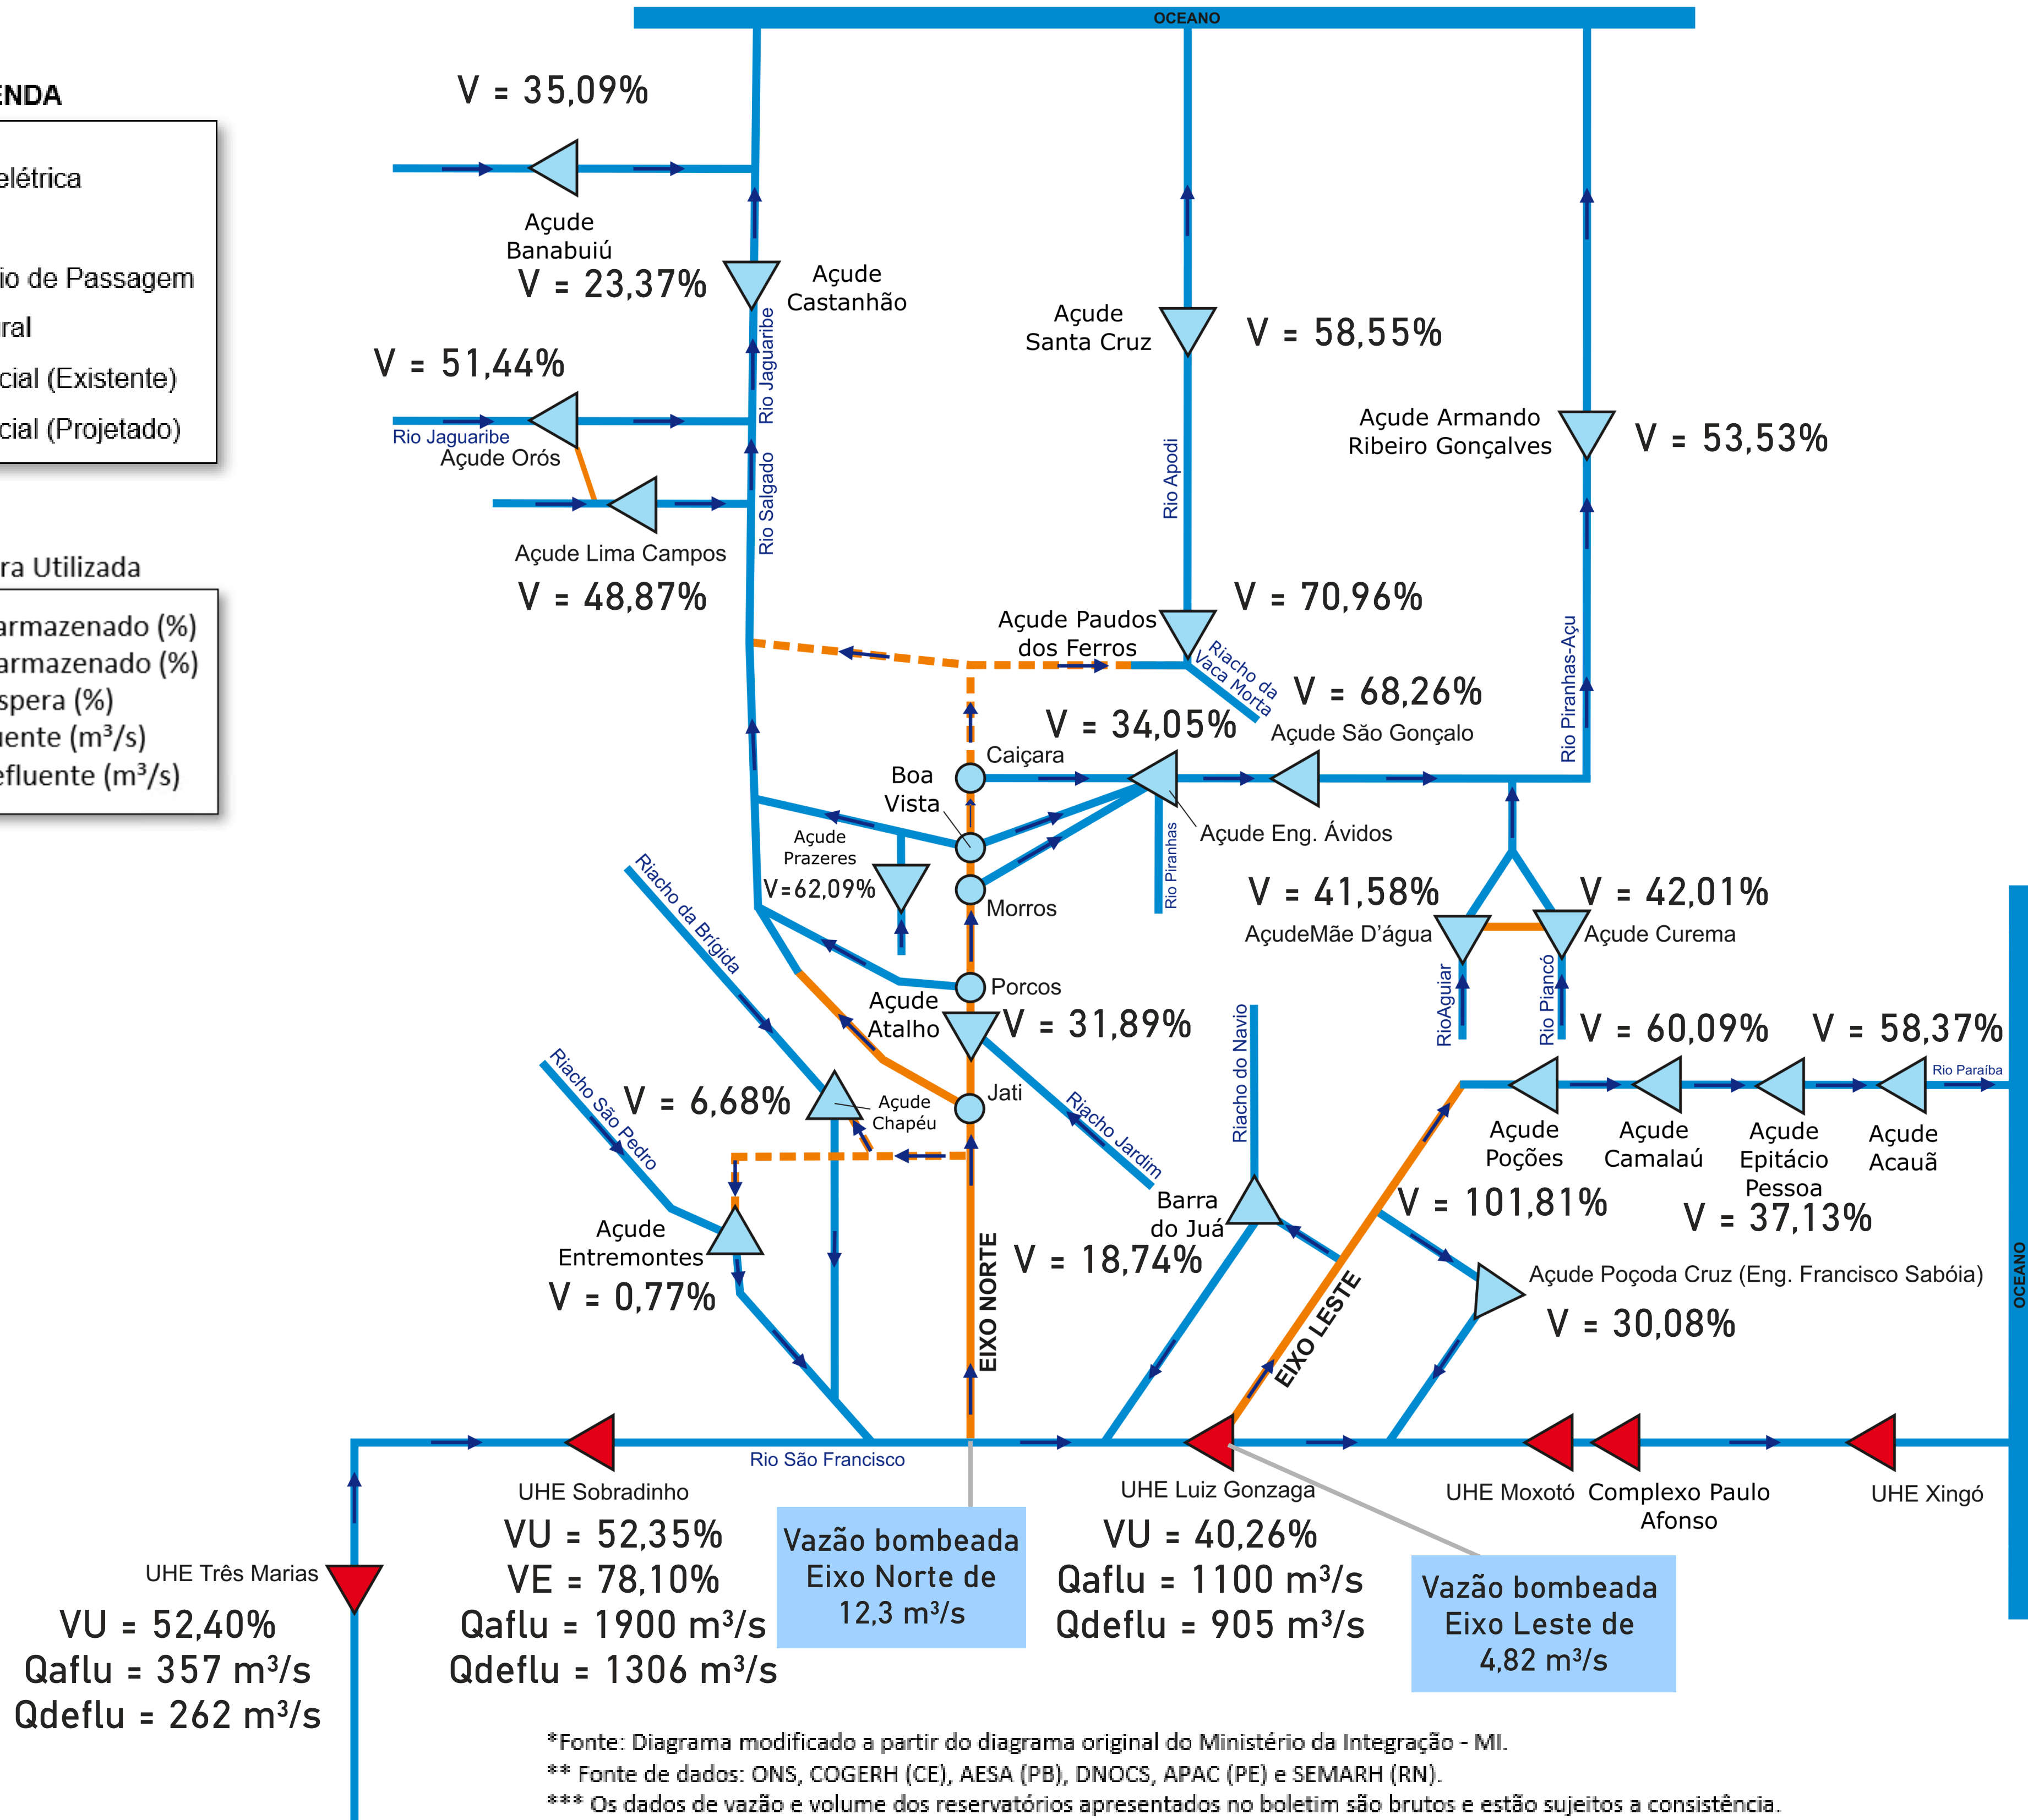 OCEANO
V = 35,09%
ENDA
elétrica
io de Passagem
ral
cial (Existente)
cial (Projetado)
Açude
Banabuiú
V = 23,37%
Açude
Castanhão
Rio Jaguaribe
Açude
Santa Cruz
V = 58,55%
V = 51,44%
Rio Jaguaribe
Açude Orós
Rio Salgado
Rio Apodi
Açude Armando
Ribeiro Gonçalves
V = 53,53%
Açude Lima Campos
V = 48,87%
ra Utilizada
armazenado (%)
armazenado (%)
spera (%)
uente (m³/s)
efluente (m³/s)
Açude Paudos
dos Ferros
V = 70,96%
Riacho da
Vaca Morta
Rio Piranhas-Açu
V = 68,26%
Açude São Gonçalo
V = 34,05%
Caiçara
Boa
Vista
Açude Eng. Ávidos
Rio Piranhas
Açude
Prazeres
V=62,09%
Morros
Riacho da Brígida
V = 41,58%
AçudeMãe D'água
V = 42,01%
Açude Curema
RioAguiar
Rio Piancó
Porcos
Açude
Atalho
V = 31,89%
Riacho do Navio
V = 60,09%
V = 58,37%
Rio Paraíba
Riacho São Pedro
V = 6,68%
Açude
Chapéu
Jati
Riacho Jardim
Açude
Poções
Açude
Camalaú
Açude
Epitácio
Pessoa
Açude
Acauã
V = 101,81%
V = 37,13%
Barra
do Juá
V = 18,74%
Açude
Entremontes
V = 0,77%
EIXO NORTE
EIXO LESTE
Açude Poçoda Cruz (Eng. Francisco Sabóia)
V = 30,08%
OCEANO
Rio São Francisco
UHE Sobradinho
VU = 52,35%
VE = 78,10%
Qaflu = 1900 m³/s
Qdeflu = 1306 m³/s
Vazão bombeada
Eixo Norte de
12,3 m³/s
UHE Luiz Gonzaga
VU = 40,26%
Qaflu = 1100 m³/s
Qdeflu = 905 m³/s
Vazão bombeada
Eixo Leste de
4,82 m³/s
UHE Moxotó
Complexo Paulo
Afonso
UHE Xingó
UHE Três Marias
VU = 52,40%
Qaflu = 357 m³/s
Qdeflu = 262 m³/s
*Fonte: Diagrama modificado a partir do diagrama original do Ministério da Integração - MI.
** Fonte de dados: ONS, COGERH (CE), AESA (PB), DNOCS, APAC (PE) e SEMARH (RN).
*** Os dados de vazão e volume dos reservatórios apresentados no boletim são brutos e estão sujeitos a consistência.